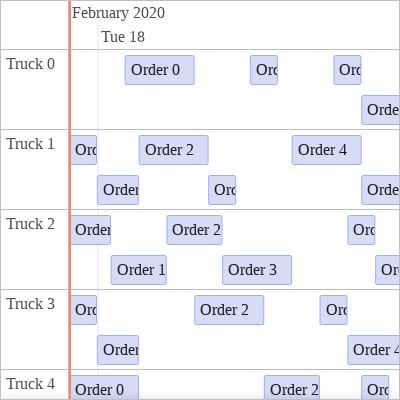 February 2020
Tue 18
Truck 0
Order 0
Orc
Orc
Orde
Truck 1
Orc
Order 2
Order 4
Order
Orc
Orde
Truck 2
Order
Order 2
Orc
Order 1
Order 3
Or
Truck 3
Orc
Order 2
Orc
Order
Order 4
Truck 4
Order 0
Order 2
Orc